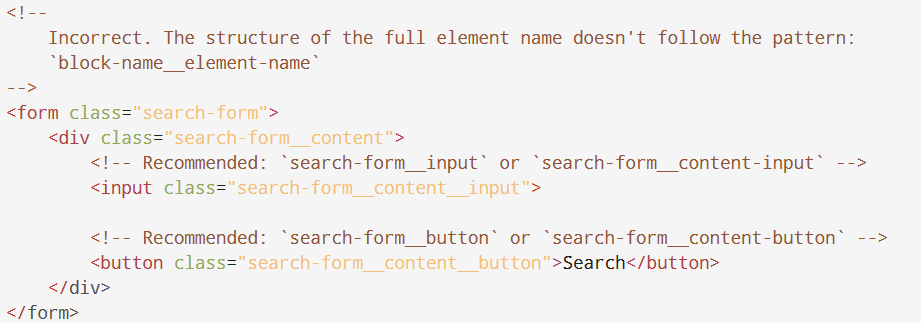 <!--
    Incorrect. The structure of the full element name doesn't follow the pattern:
    `block-name__element-name`
-->
<form class="search-form">
    <div class="search-form__content">
        <!-- Recommended: `search-form__input` or `search-form__content-input` -->
        <input class="search-form__content__input">

        <!-- Recommended: `search-form__button` or `search-form__content-button` -->
        <button class="search-form__content__button">Search</button>
    </div>
</form>